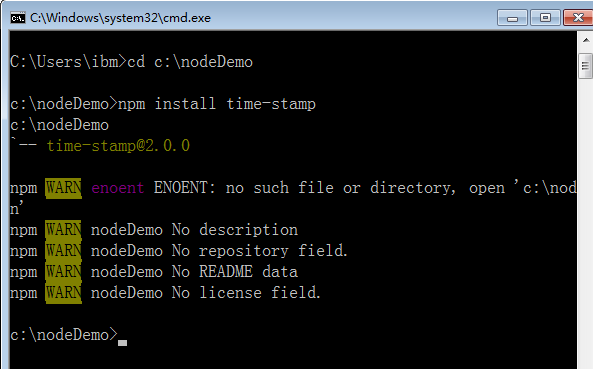 C:\Windows\system32\cmd.exe
C:\Users\ibm>cd c:\nodeDemo
c:\nodeDemo>npm install time-stamp
c:\nodeDemo
`-- time-stamp@2.0.0
npm WARN enoent ENOENT: no such file or directory, open 'c:\nod
n'
npm WARN nodeDemo No description
npm WARN nodeDemo No repository field.
npm WARN nodeDemo No README data
npm WARN nodeDemo No license field.
c:\nodeDemo>